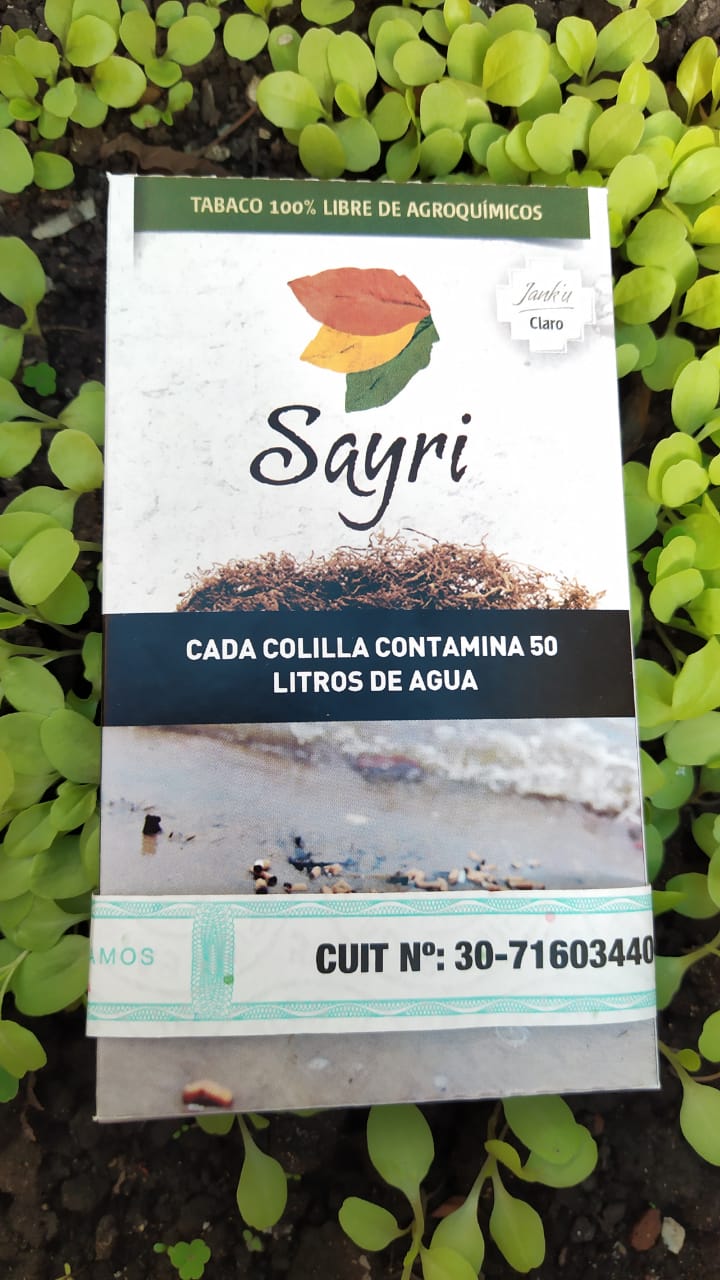 TABACO 100% LIBRE DE AGROQUÍMICOS
Jank'u
Claro
Sayri
CADA COLILLA CONTAMINA 50
LITROS DE AGUA
AMOS
CUIT Nº: 30-71603440